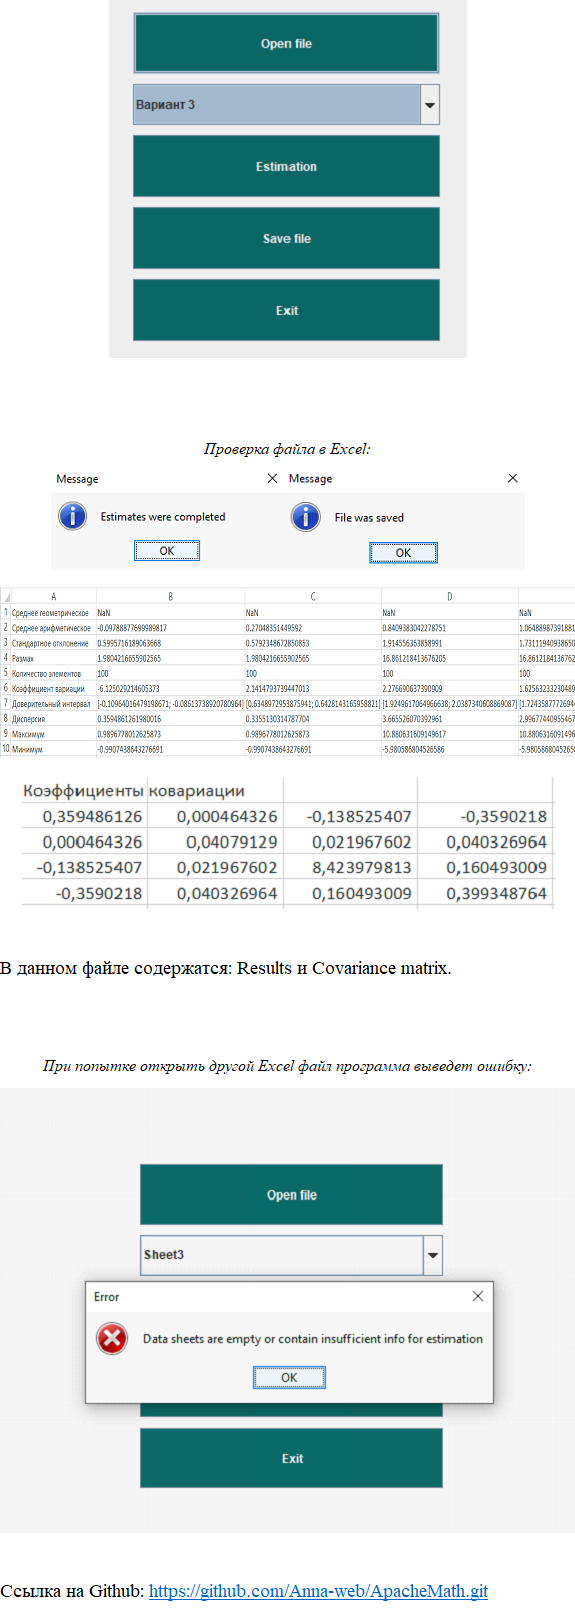 Open file
Вариант 3
Estimation
Save file
Exit
Проверка файла в Excel:
Message
Message
Estimates were completed
File was saved
OK
OK
A B C D
1 Среднее геометрическое NaN NaN NaN NaN
2 Среднее арифметическое -0.09788877699989817 0.27048351449592 0.8409383042278751 1.06489887391881
3 Стандартное отклонение 0.5995716189063668 0.5792348672850853 1.914556363858991 1.73111940938650
4 Размах 1.9804216655902565 1.9804216655902565 16.861218413676205 16.8612184136762
5 Количество элементов 100 100 100 100
6 Коэффициент вариации -6.125029214605373 2.1414793739447013 2.276690637390909 1.62563233230489
7 Доверительный интервал [-0.10964016479198671; -0.08613738920780964] [0.6348972953875941; 0.6428143165958821] [1.9249617064966638; 2.0387340608869087] [1.72435877726944
8 Дисперсия 0.3594861261980016 0.3355130314787704 3.665526070392961 2.99677440955467
9 Максимум 0.9896778012625873 0.9896778012625873 10.880631609149617 10.8806316091496
10 Минимум -0.9907438643276691 -0.9907438643276691 -5.980586804526586 -5.98058680452658
Коэффициенты ковариации
0,359486126 0,000464326 -0,138525407 -0,3590218
0,000464326 0,04079129 0,021967602 0,040326964
-0,138525407 0,021967602 8,423979813 0,160493009
-0,3590218 0,040326964 0,160493009 0,399348764
В данном файле содержатся: Results и Covariance matrix.
При попытке открыть другой Excel файл программа выведет ошибку:
Open file
Sheet3
Error
Data sheets are empty or contain insufficient info for estimation
OK
Exit
Ссылка на Github: https://github.com/Anna-web/ApacheMath.git